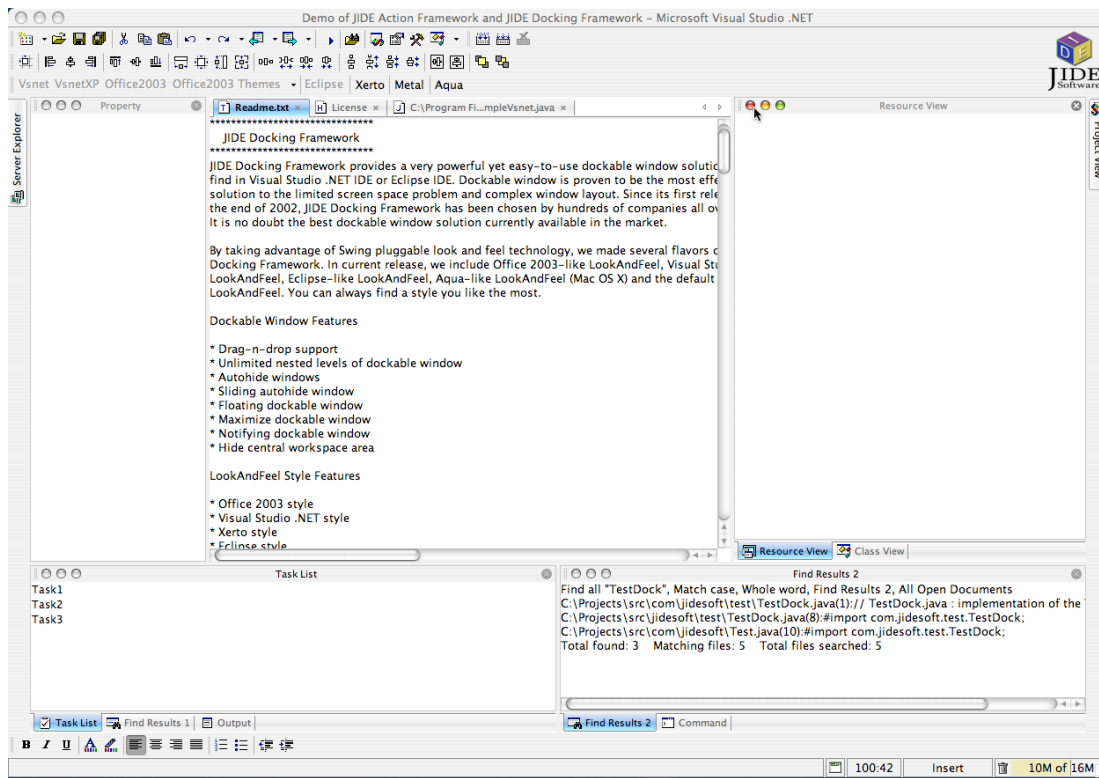 Demo of JIDE Action Framework and JIDE Docking Framework – Microsoft Visual Studio .NET
JIDE
Software
Vsnet VsnetXP Office2003 Office2003 Themes Eclipse Xerto Metal Aqua
Server Explorer
Property
Readme.txt
License
C:\Program Fi...mpleVsnet.java
Resource View
Project View
*******************************
JIDE Docking Framework
*******************************
JIDE Docking Framework provides a very powerful yet easy-to-use dockable window solutic
find in Visual Studio .NET IDE or Eclipse IDE. Dockable window is proven to be the most effe
solution to the limited screen space problem and complex window layout. Since its first rele
the end of 2002, JIDE Docking Framework has been chosen by hundreds of companies all ov
It is no doubt the best dockable window solution currently available in the market.
By taking advantage of Swing pluggable look and feel technology, we made several flavors c
Docking Framework. In current release, we include Office 2003-like LookAndFeel, Visual Stu
LookAndFeel, Eclipse-like LookAndFeel, Aqua-like LookAndFeel (Mac OS X) and the default
LookAndFeel. You can always find a style you like the most.
Dockable Window Features
* Drag-n-drop support
* Unlimited nested levels of dockable window
* Autohide windows
* Sliding autohide window
* Floating dockable window
* Maximize dockable window
* Notifying dockable window
* Hide central workspace area
LookAndFeel Style Features
* Office 2003 style
* Visual Studio .NET style
* Xerto style
* Eclipse style
Resource View
Class View
Task List
Task1
Task2
Task3
Find Results 2
Find all "TestDock", Match case, Whole word, Find Results 2, All Open Documents
C:\Projects\src\com\jidesoft\test\TestDock.java(1):// TestDock.java : implementation of the
C:\Projects\src\jidesoft\test\TestDock.java(8):#import com.jidesoft.test.TestDock;
C:\Projects\src\com\jidesoft\Test.java(10):#import com.jidesoft.test.TestDock;
Total found: 3 Matching files: 5 Total files searched: 5
Task List
Find Results 1
Output
Find Results 2
Command
B I U A
100:42
Insert
10M of 16M